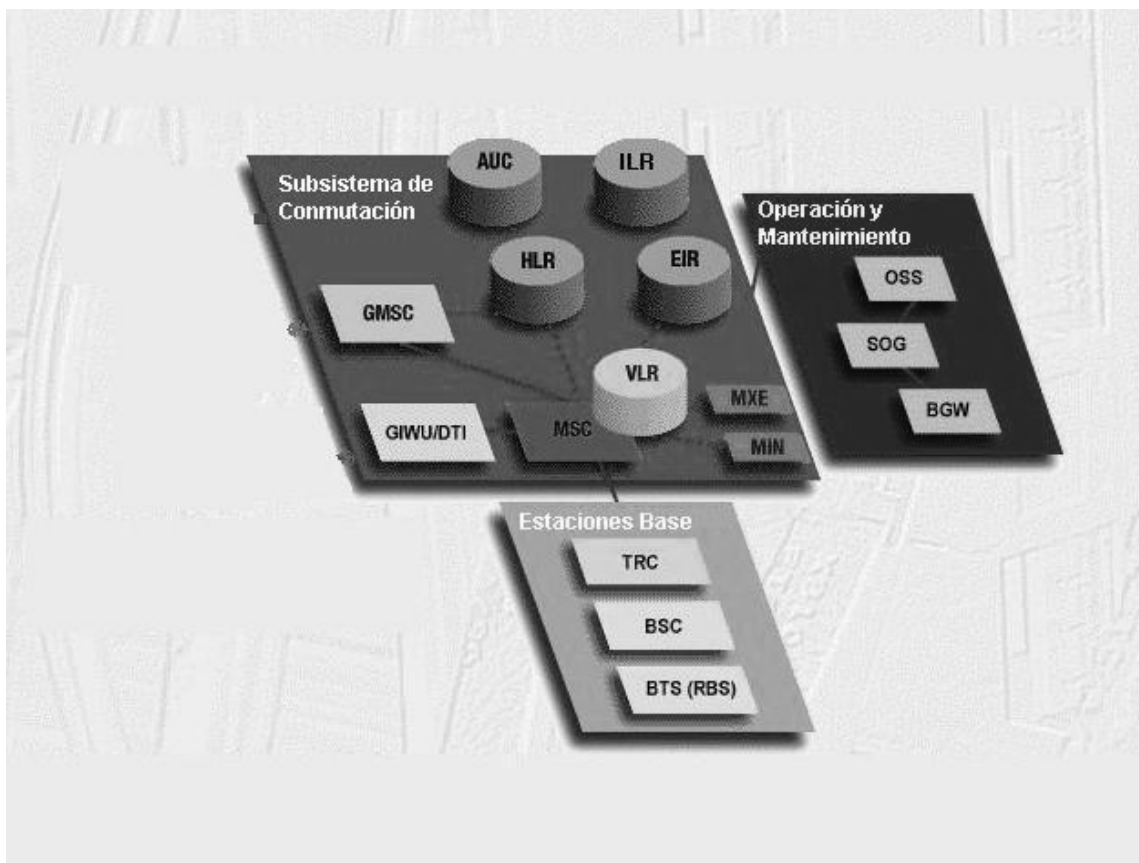 AUC
ILR
Subsistema de
Conmutación
Operación y
Mantenimiento
HLR
EIR
OSS
GMSC
SOG
VLR
MXE
BGW
GIWU/DTI
MSC
MIN
Estaciones Base
TRC
BSC
BTS (RBS)